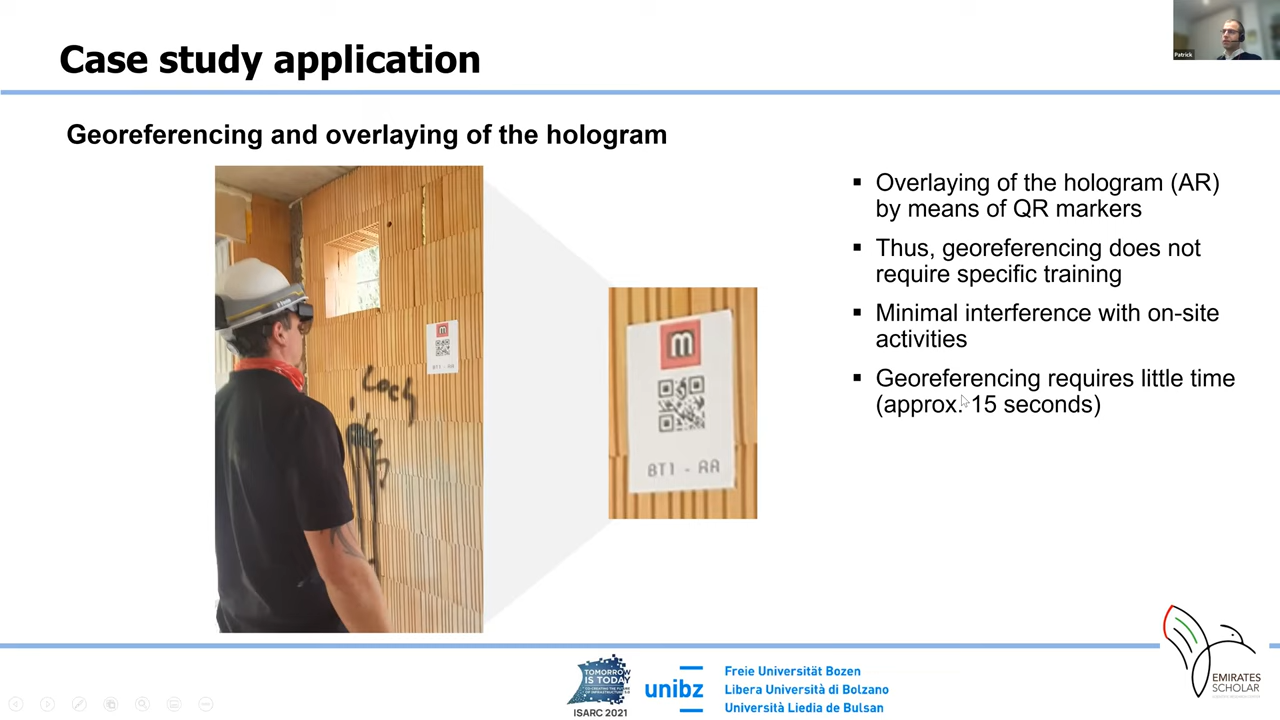 Patrick
Case study application
Georeferencing and overlaying of the hologram
Loch
m
BT1 - AA
m
BT1 - AA
▪ Overlaying of the hologram (AR)
by means of QR markers
▪ Thus, georeferencing does not
require specific training
▪ Minimal interference with on-site
activities
▪ Georeferencing requires little time
(approx. 15 seconds)
TOMORROW
IS TODAY
ISARC 2021
unibz
Freie Universität Bozen
Libera Università di Bolzano
Università Liedia de Bulsan
EMIRATES
SCHOLAR